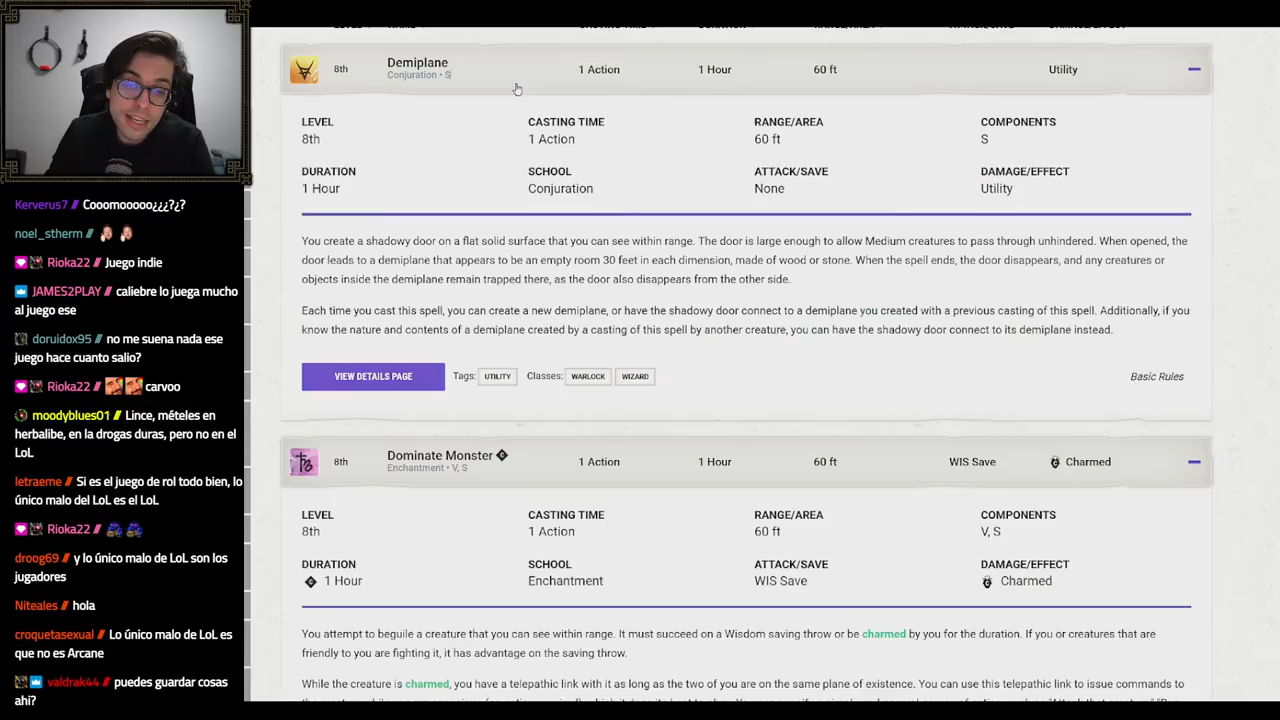 Kerverus7 // Cooomooooo¿¿¿?¿?
noel_stherm //
Rioka22 // Juego indie
JAMES2PLAY // caliebre lo juega mucho
al juego ese
doruidox95 // no me suena nada ese
juego hace cuanto salio?
Rioka22 // carvoo
moodyblues01 // Lince, mételes en
herbalibe, en la drogas duras, pero no en el
LoL
letraeme // Si es el juego de rol todo bien, lo
único malo del LoL es el LoL
Rioka22 //
droog69 // y lo único malo de LoL son los
jugadores
Niteales // hola
croquetasexual // Lo único malo de LoL es
que no es Arcane
valdrak44 // puedes guardar cosas
ahi?
8th Demiplane 1 Action 1 Hour 60 ft Utility
Conjuration • S
LEVEL CASTING TIME RANGE/AREA COMPONENTS
8th 1 Action 60 ft S
DURATION SCHOOL ATTACK/SAVE DAMAGE/EFFECT
1 Hour Conjuration None Utility
You create a shadowy door on a flat solid surface that you can see within range. The door is large enough to allow Medium creatures to pass through unhindered. When opened, the
door leads to a demiplane that appears to be an empty room 30 feet in each dimension, made of wood or stone. When the spell ends, the door disappears, and any creatures or
objects inside the demiplane remain trapped there, as the door also disappears from the other side.
Each time you cast this spell, you can create a new demiplane, or have the shadowy door connect to a demiplane you created with a previous casting of this spell. Additionally, if you
know the nature and contents of a demiplane created by a casting of this spell by another creature, you can have the shadowy door connect to its demiplane instead.
VIEW DETAILS PAGE Tags: UTILITY Classes: WARLOCK WIZARD Basic Rules
8th Dominate Monster 1 Action 1 Hour 60 ft WIS Save Charmed
Enchantment • V, S
LEVEL CASTING TIME RANGE/AREA COMPONENTS
8th 1 Action 60 ft V, S
DURATION SCHOOL ATTACK/SAVE DAMAGE/EFFECT
1 Hour Enchantment WIS Save Charmed
You attempt to beguile a creature that you can see within range. It must succeed on a Wisdom saving throw or be charmed by you for the duration. If you or creatures that are
friendly to you are fighting it, it has advantage on the saving throw.
While the creature is charmed, you have a telepathic link with it as long as the two of you are on the same plane of existence. You can use this telepathic link to issue commands to